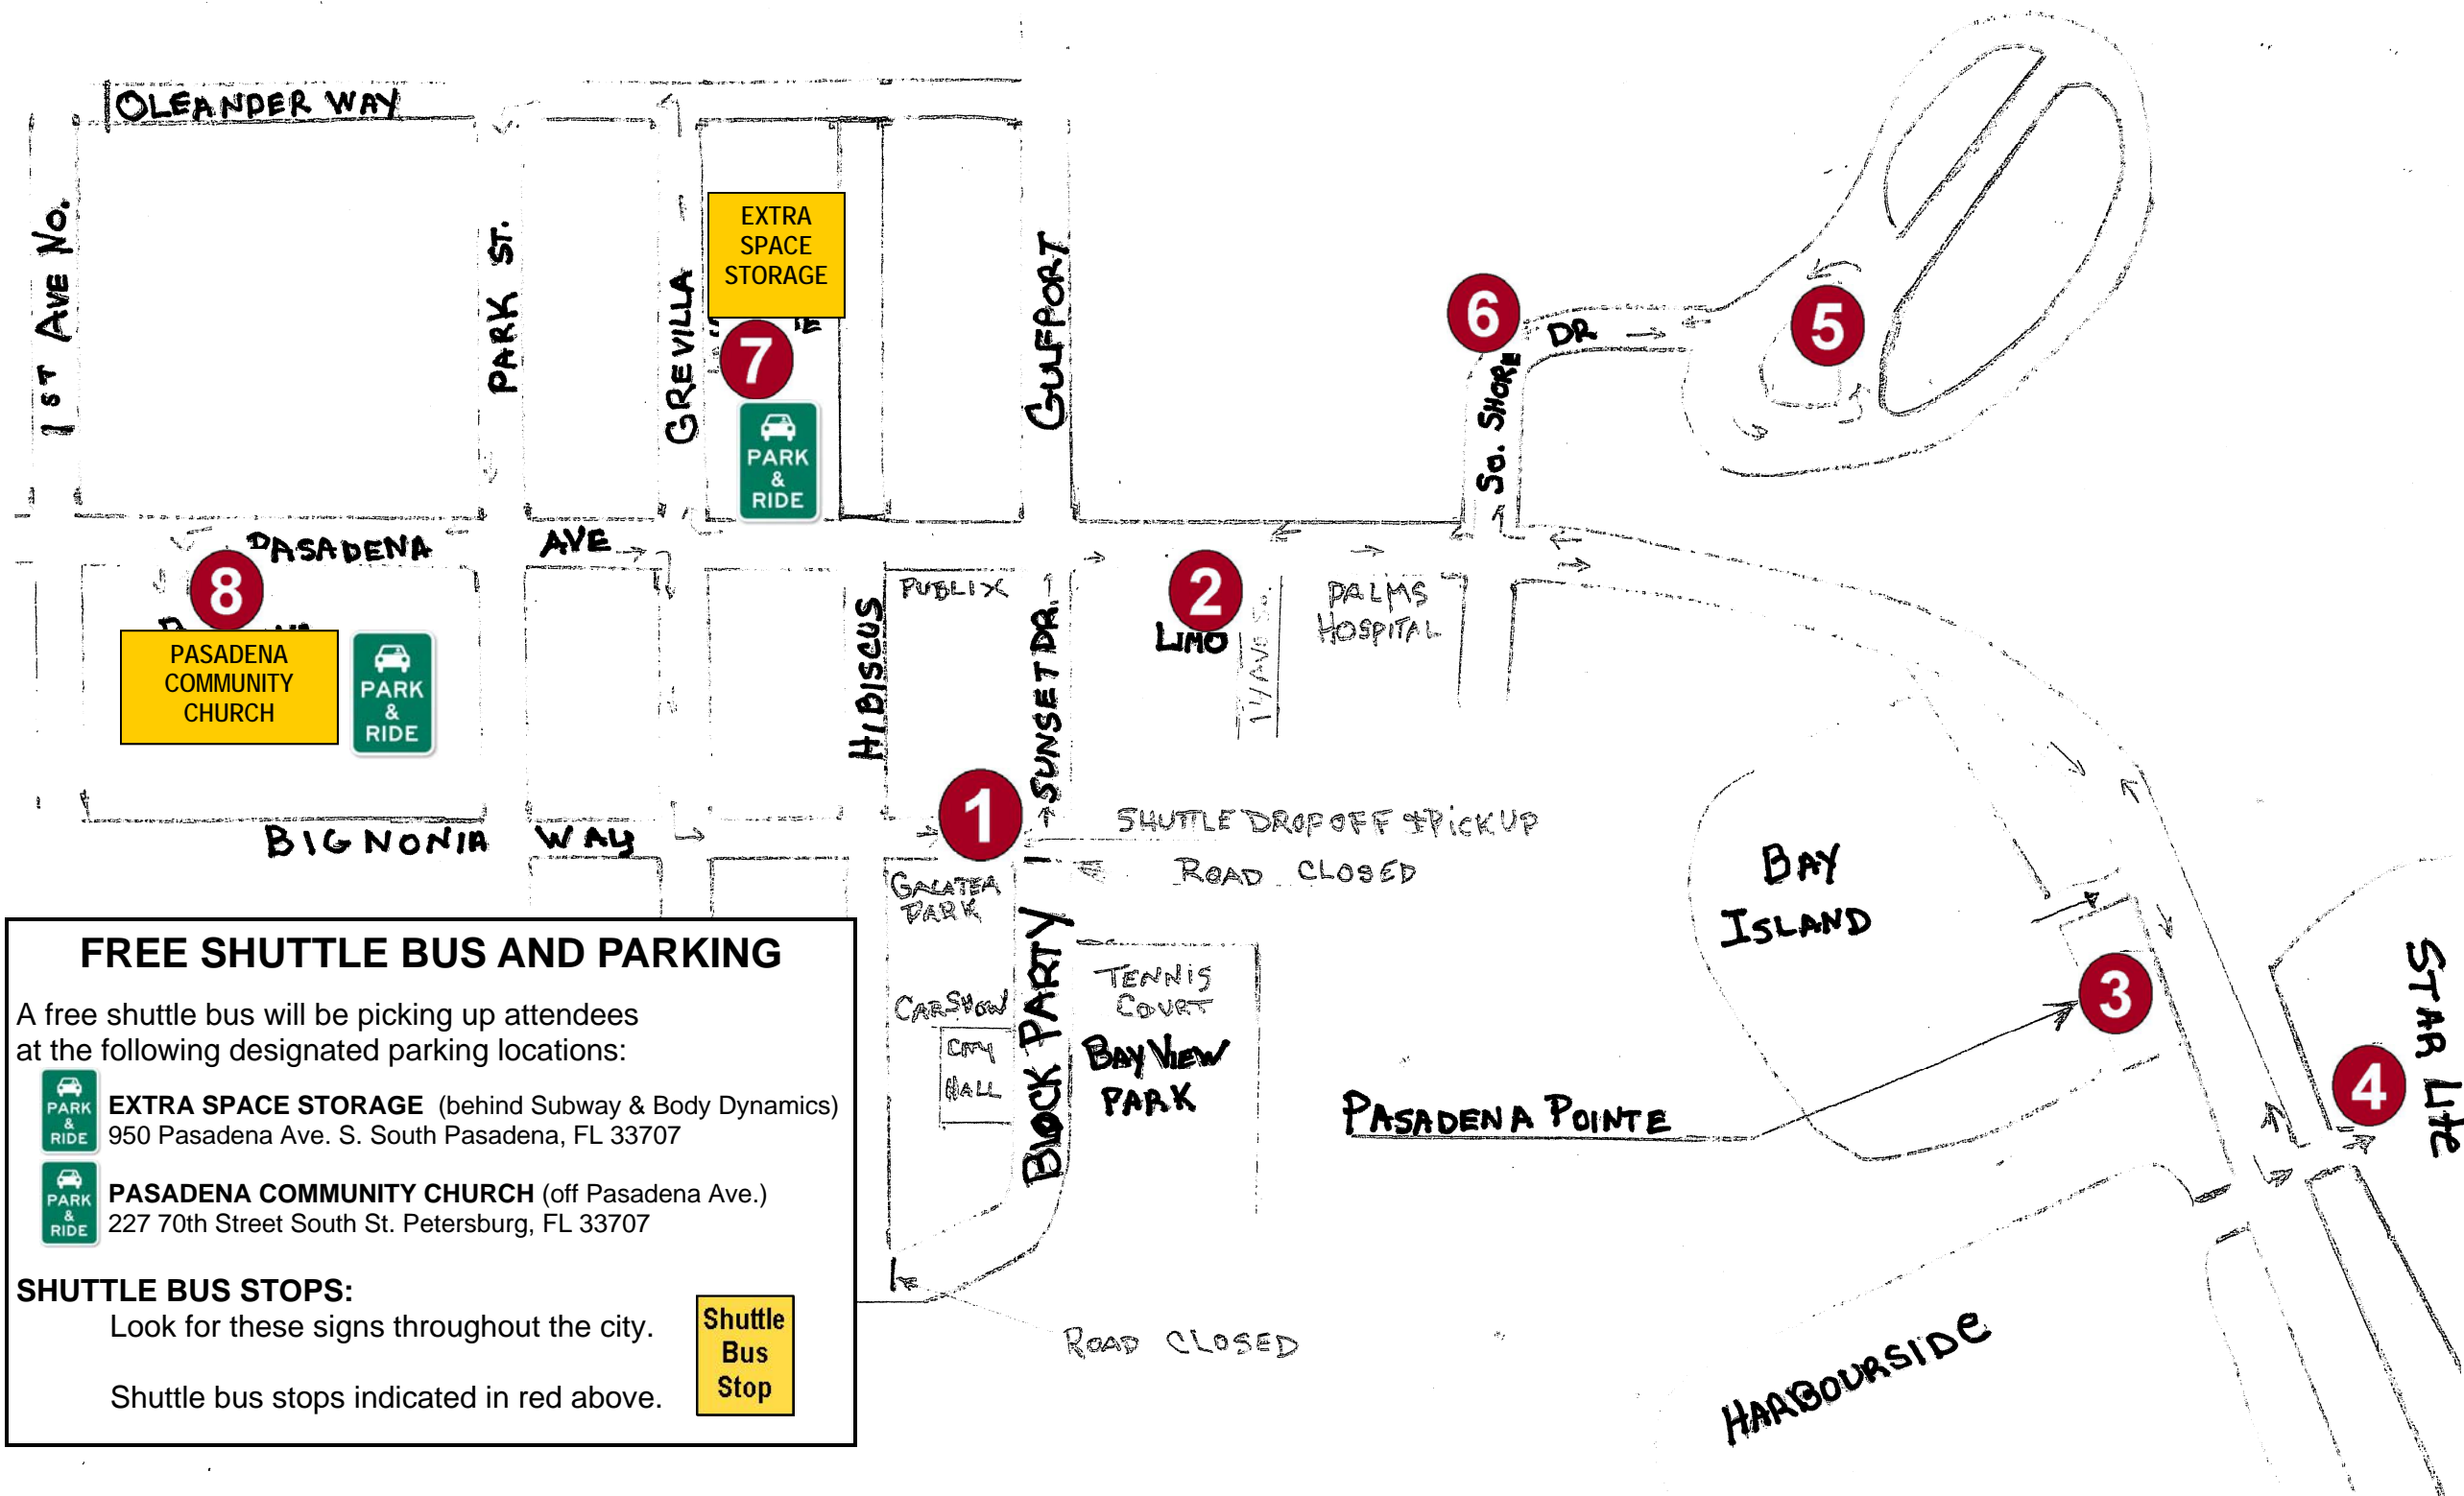 OLEANDER WAY
1ST AVE NO.
PARK ST.
GREVILLA
EXTRA
SPACE
STORAGE
7
PARK
&
RIDE
GULFPORT
6
DR
SO. SHORE
5
PASADENA AVE
8
PASADENA
COMMUNITY
CHURCH
PARK
&
RIDE
HIBISCUS
PUBLIX
SUNSET DR.
2
LIMO
14 AVE SO.
PALMS
HOSPITAL
BIGNONIA WAY
1
SHUTTLE DROP OFF & PICK UP
ROAD CLOSED
GALATEA
PARK
BLOCK PARTY
CAR SHOW
CITY
HALL
TENNIS
COURT
BAY VIEW
PARK
BAY
ISLAND
3
PASADENA POINTE
4
STAR LITE
HARBOURSIDE
ROAD CLOSED
FREE SHUTTLE BUS AND PARKING
A free shuttle bus will be picking up attendees
at the following designated parking locations:
PARK
&
RIDE
EXTRA SPACE STORAGE (behind Subway & Body Dynamics)
950 Pasadena Ave. S. South Pasadena, FL 33707
PARK
&
RIDE
PASADENA COMMUNITY CHURCH (off Pasadena Ave.)
227 70th Street South St. Petersburg, FL 33707
SHUTTLE BUS STOPS:
Look for these signs throughout the city.
Shuttle bus stops indicated in red above.
Shuttle
Bus
Stop